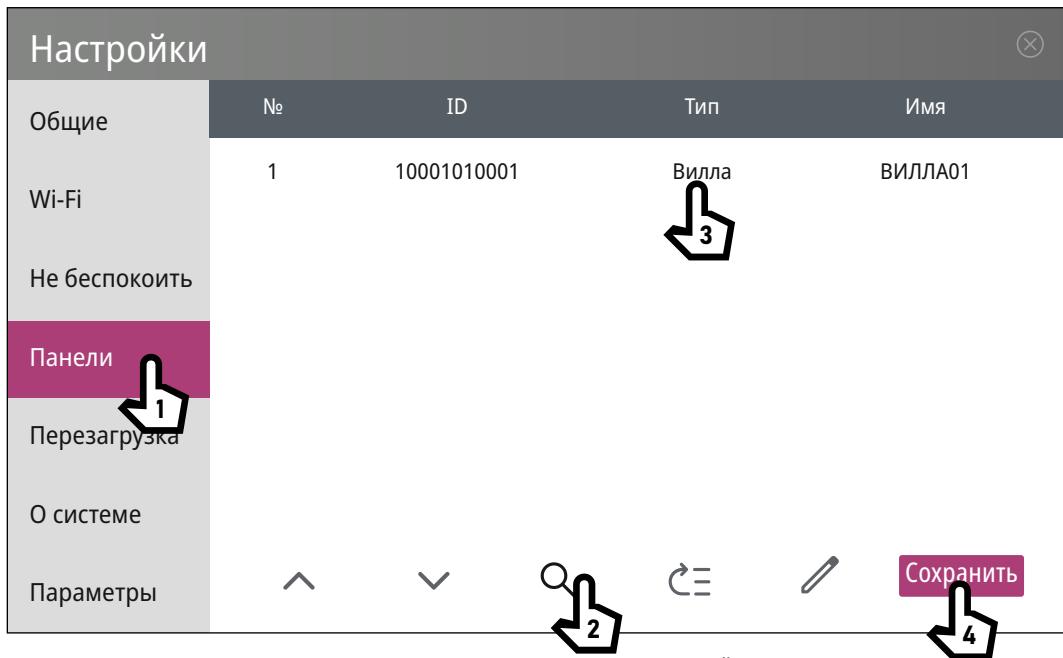 Настройки
Общие
Wi-Fi
Не беспокоить
Панели
1
Перезагрузка
О системе
Параметры
№ ID Тип Имя
1 10001010001 Вилла ВИЛЛА01
3
2
Сохранить
4